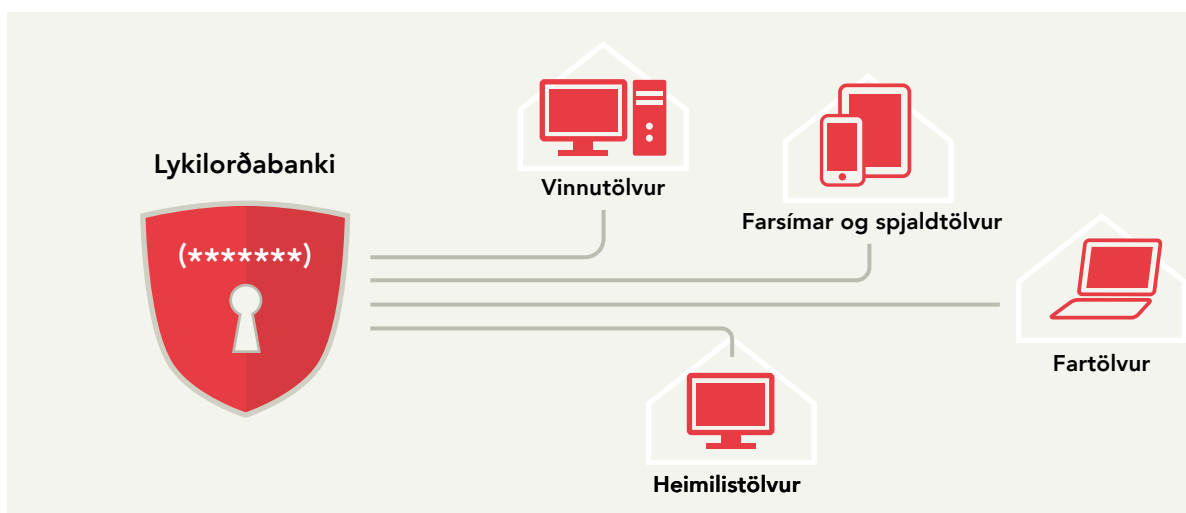 Lykilorðabanki
(*******)
Vinnutölvur
Farsímar og spjaldtölvur
Fartölvur
Heimilistölvur